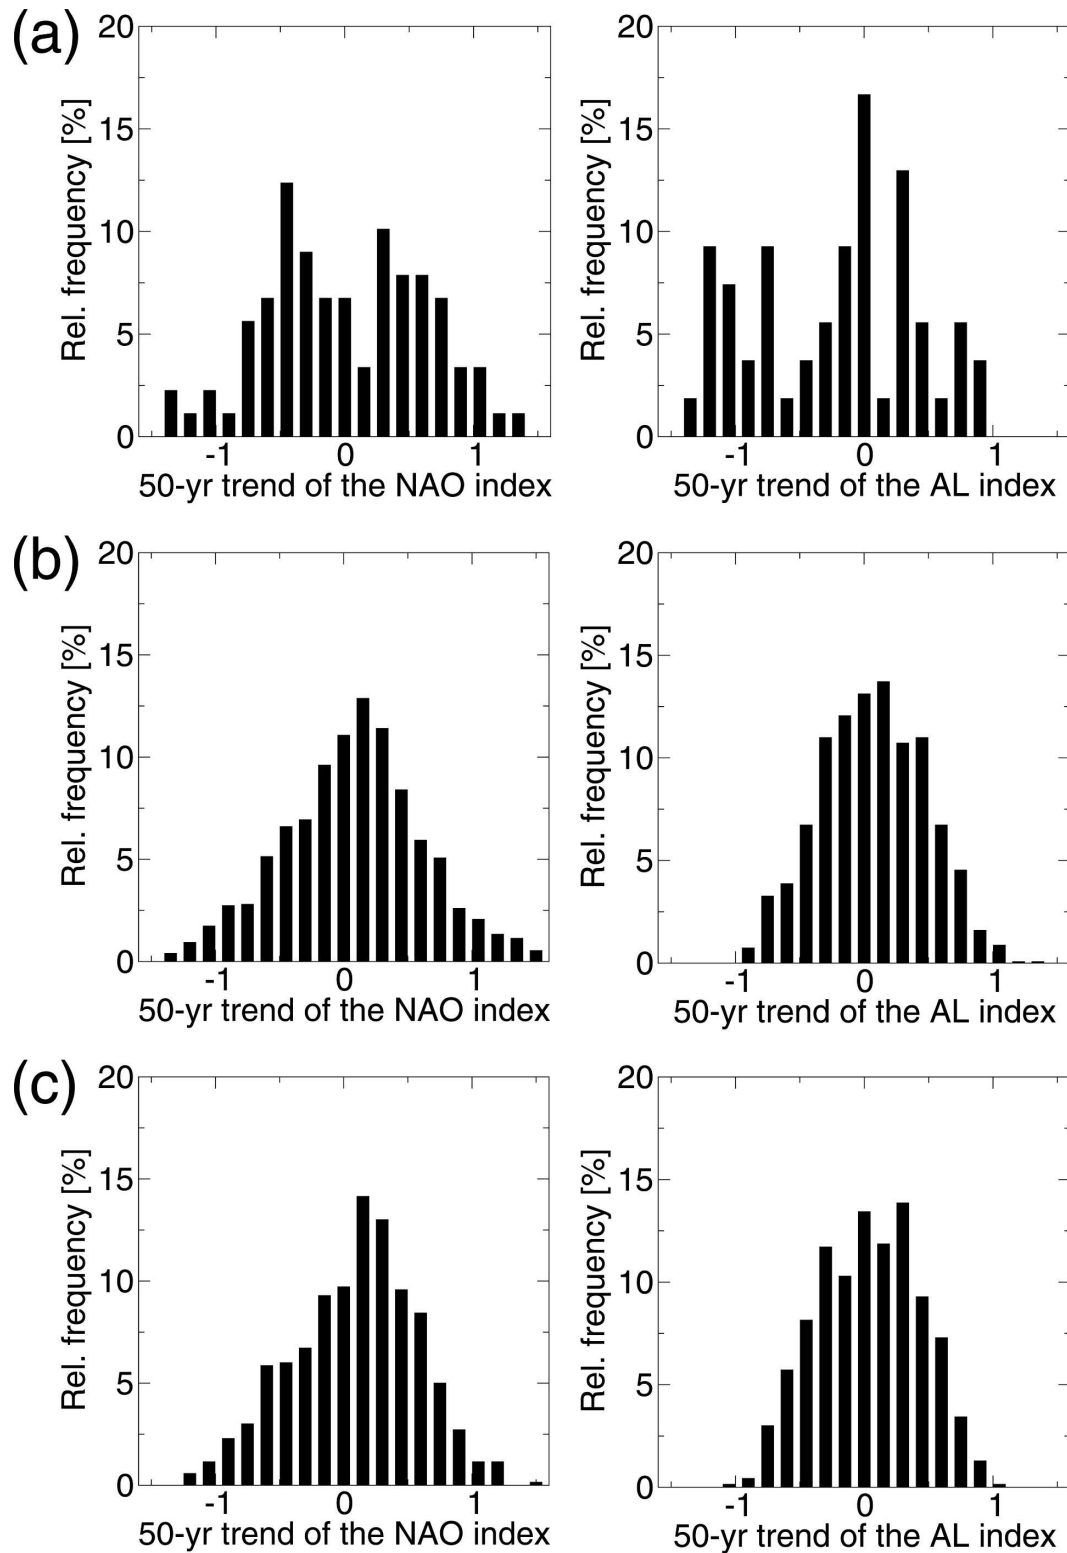 (a)
20
15
10
5
0
Rel. frequency [%]
-1 0 1
50-yr trend of the NAO index
20
15
10
5
0
Rel. frequency [%]
-1 0 1
50-yr trend of the AL index
(b)
20
15
10
5
0
Rel. frequency [%]
-1 0 1
50-yr trend of the NAO index
20
15
10
5
0
Rel. frequency [%]
-1 0 1
50-yr trend of the AL index
(c)
20
15
10
5
0
Rel. frequency [%]
-1 0 1
50-yr trend of the NAO index
20
15
10
5
0
Rel. frequency [%]
-1 0 1
50-yr trend of the AL index